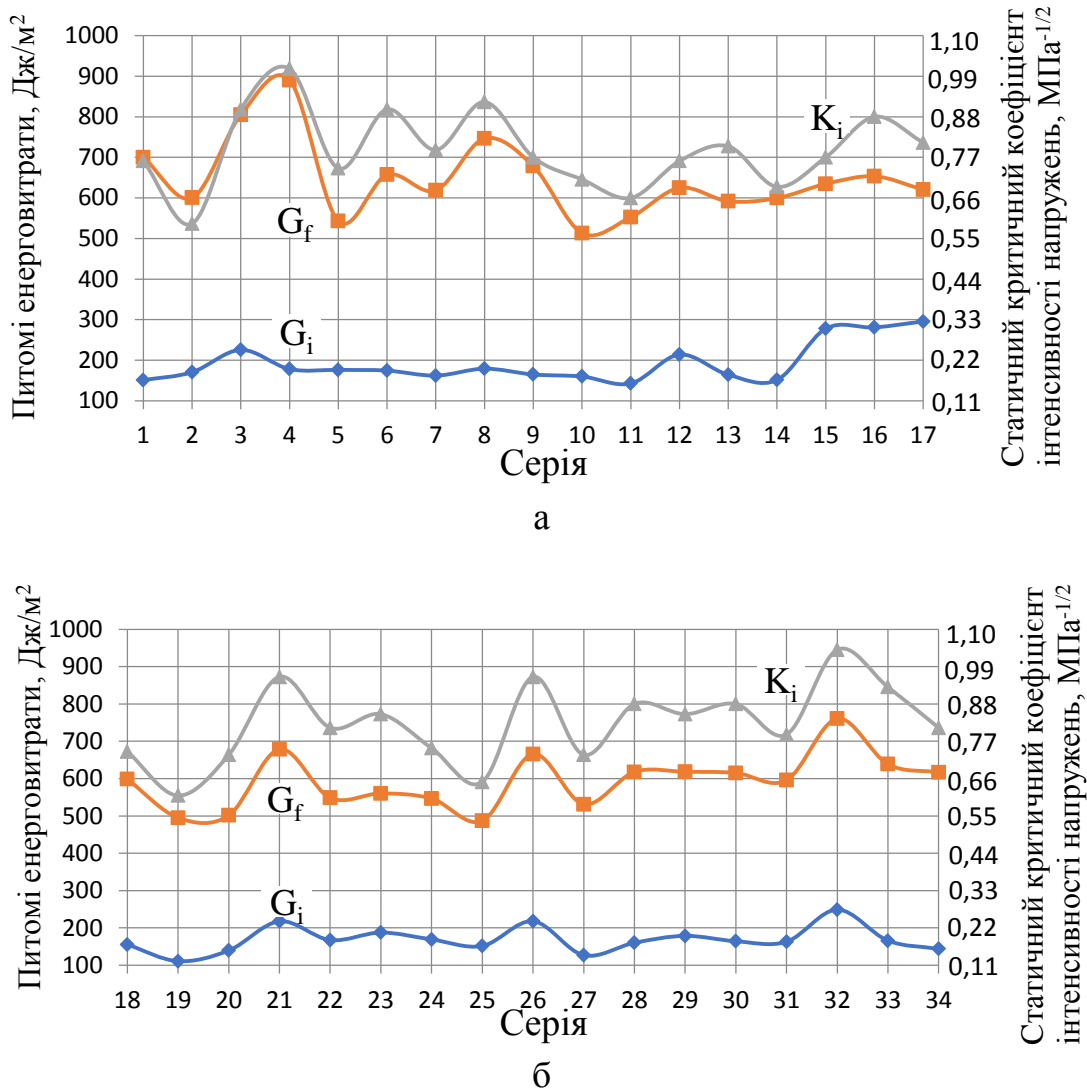 Питомі енерговитрати, Дж/м²
1000
900
800
700
600
500
400
300
200
100
K_i
G_f
G_i
1,10
0,99
0,88
0,77
0,66
0,55
0,44
0,33
0,22
0,11
Статичний критичний коефіцієнт
інтенсивності напружень, МПа^-1/2
1 2 3 4 5 6 7 8 9 10 11 12 13 14 15 16 17
Серія
а
Питомі енерговитрати, Дж/м²
1000
900
800
700
600
500
400
300
200
100
K_i
G_f
G_i
1,10
0,99
0,88
0,77
0,66
0,55
0,44
0,33
0,22
0,11
Статичний критичний коефіцієнт
інтенсивності напружень, МПа^-1/2
18 19 20 21 22 23 24 25 26 27 28 29 30 31 32 33 34
Серія
б